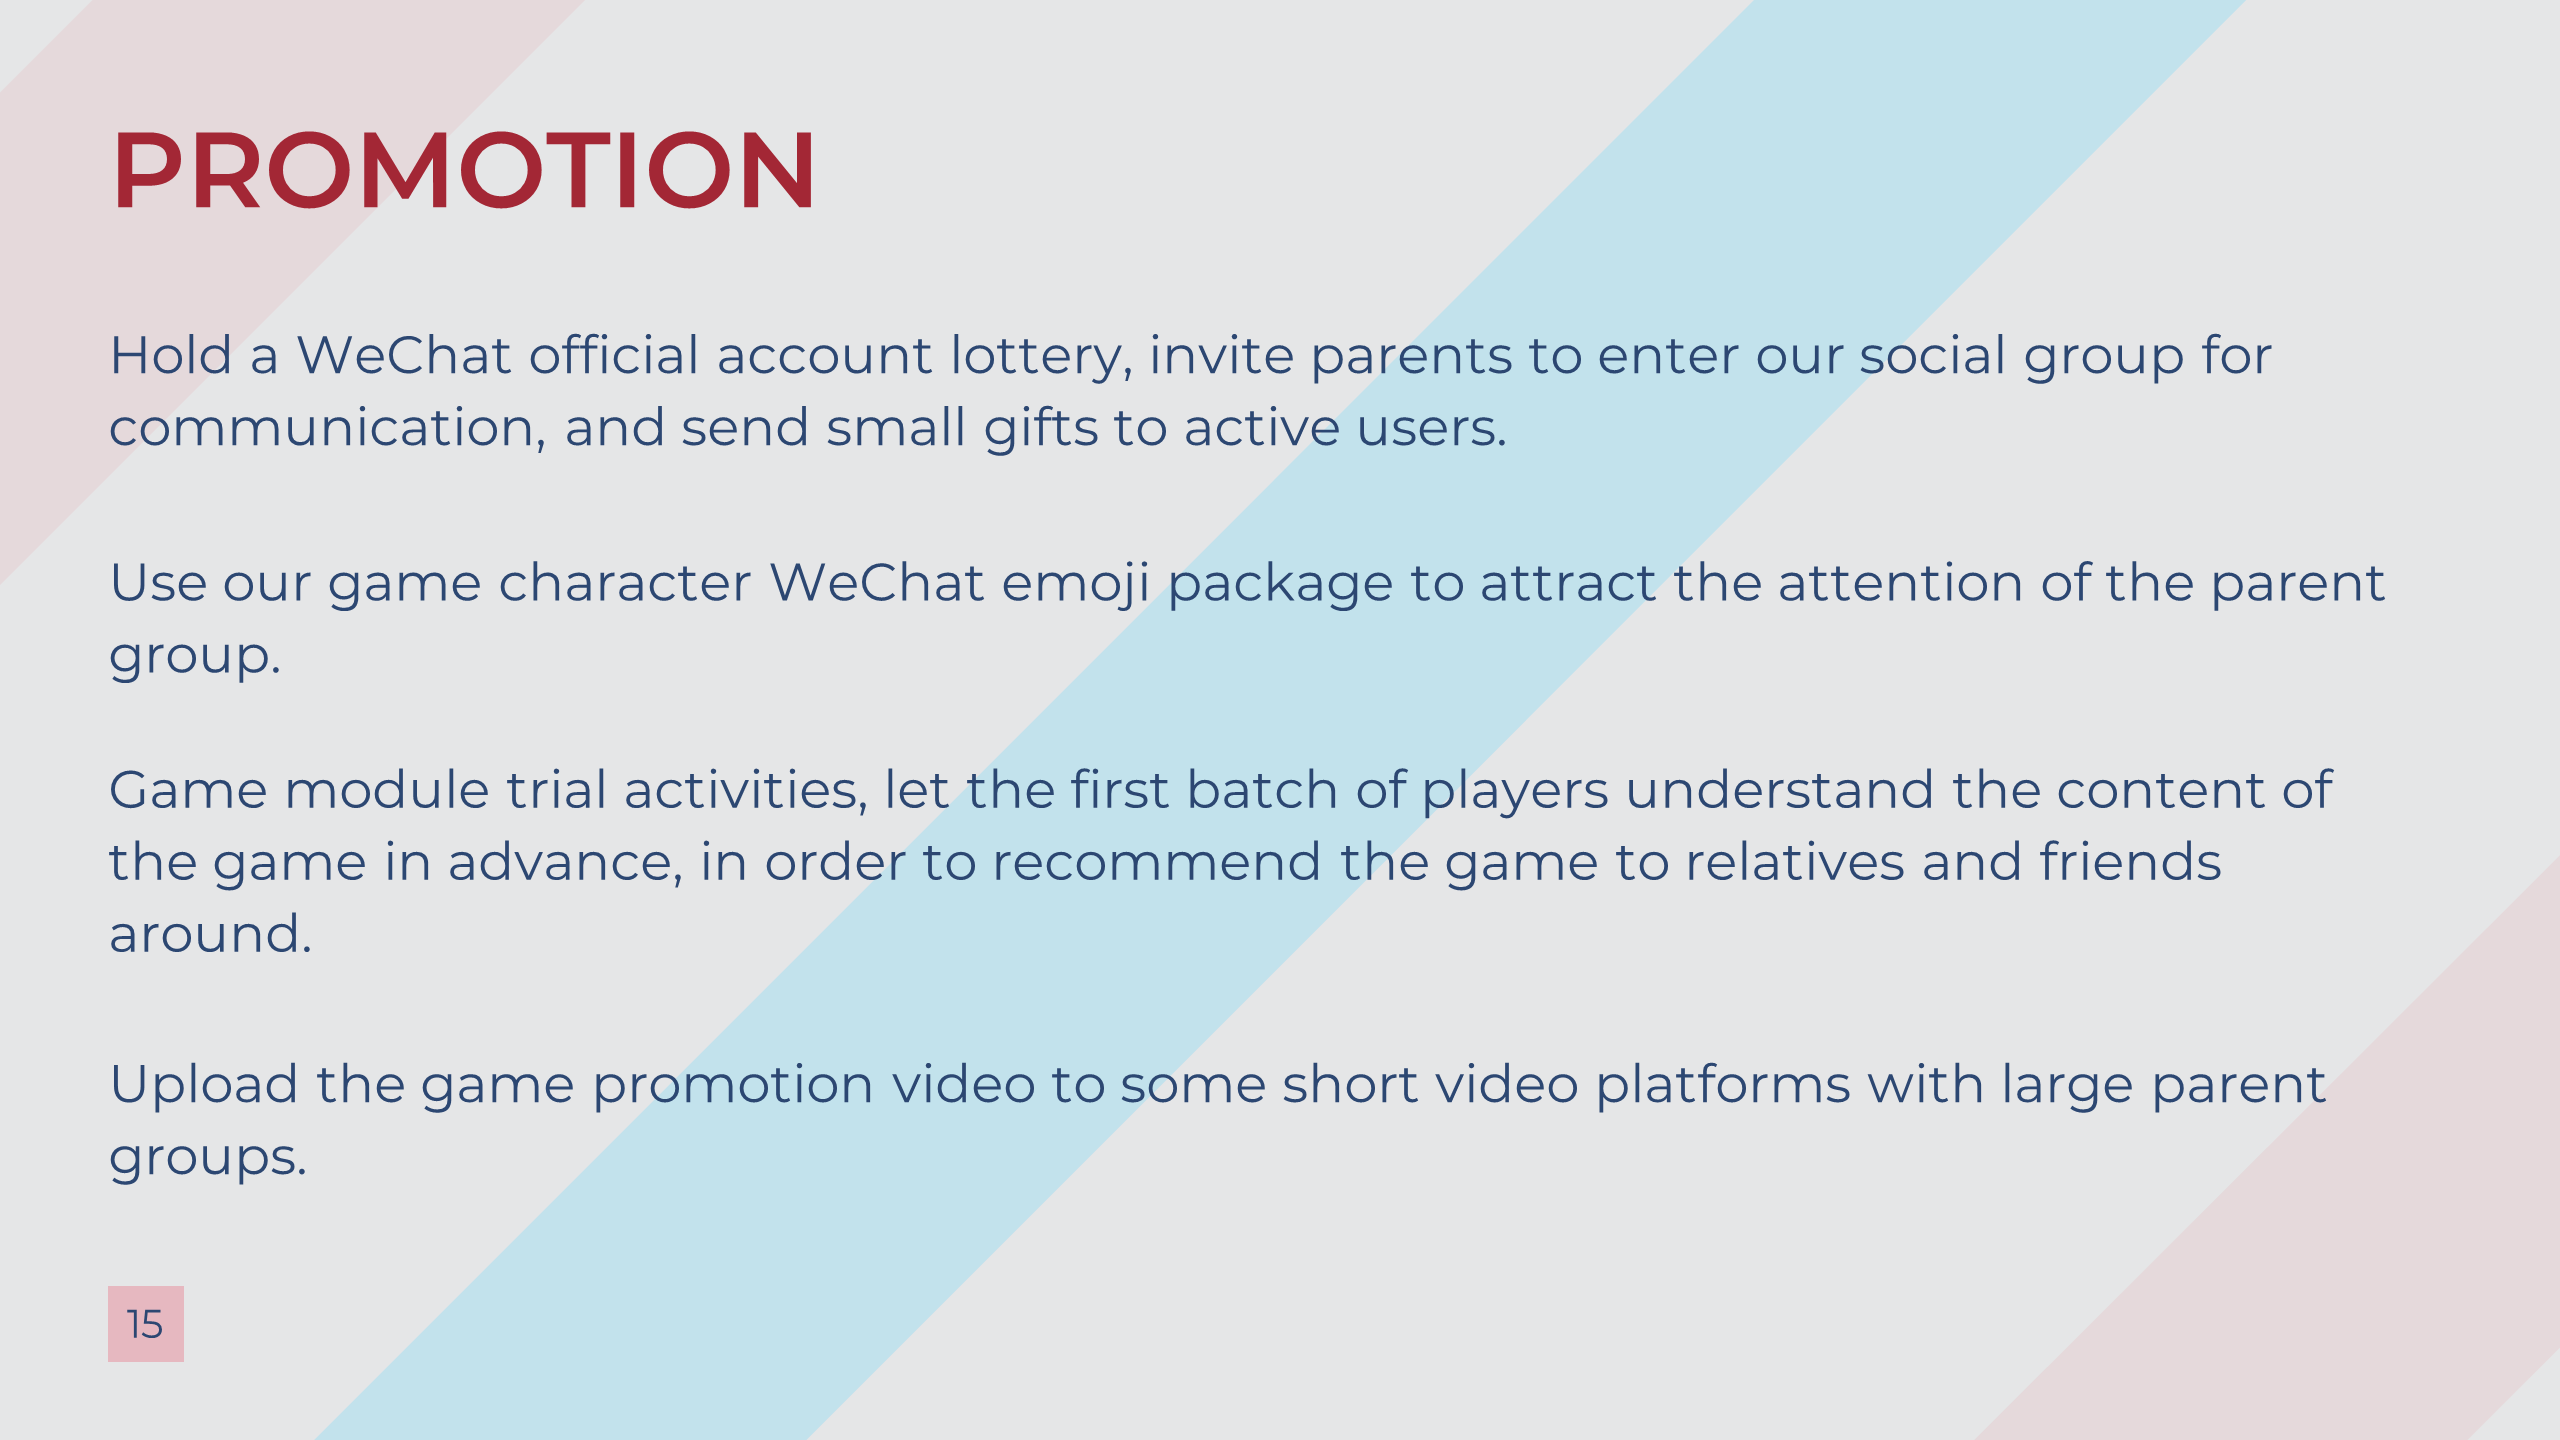 PROMOTION
Hold a WeChat official account lottery, invite parents to enter our social group for
communication, and send small gifts to active users.
Use our game character WeChat emoji package to attract the attention of the parent
group.
Game module trial activities, let the first batch of players understand the content of
the game in advance, in order to recommend the game to relatives and friends
around.
Upload the game promotion video to some short video platforms with large parent
groups.
15